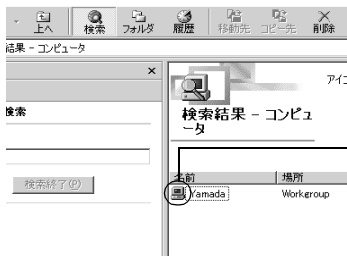 上へ 検索 フォルダ 履歴 移動先 コピー先 削除
結果 - コンピュータ
検索
検索終了(P)
アイコ
検索結果 - コンピュ
ータ
名前 場所
Yamada Workgroup